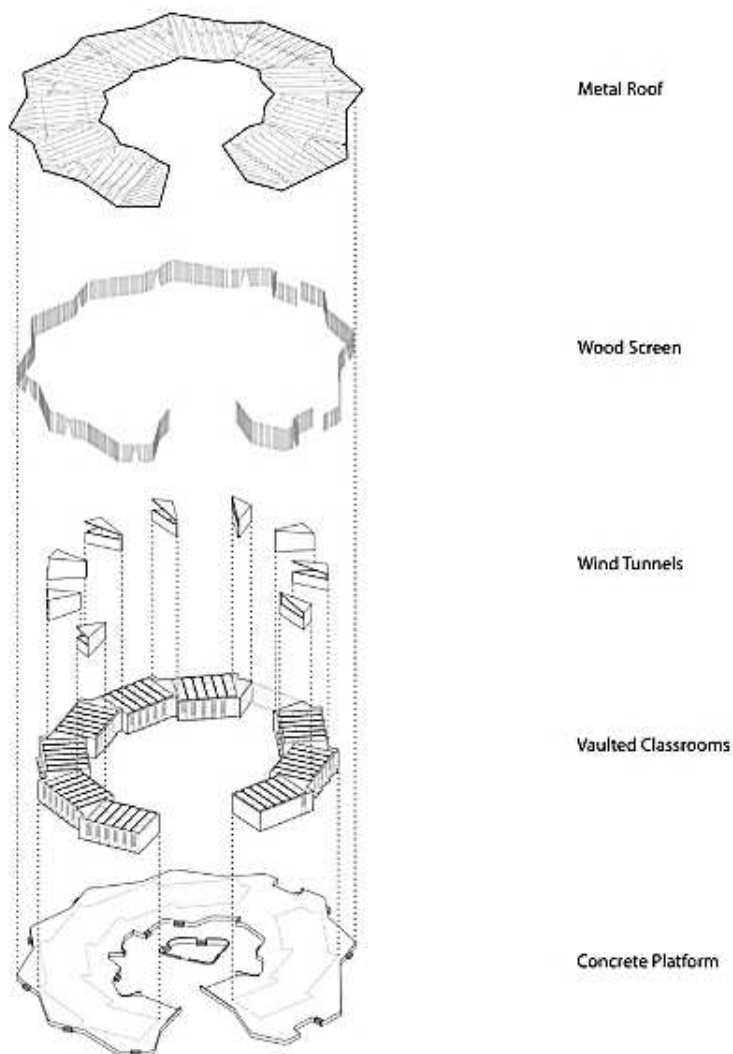 Metal Roof
Wood Screen
Wind Tunnels
Vaulted Classrooms
Concrete Platform